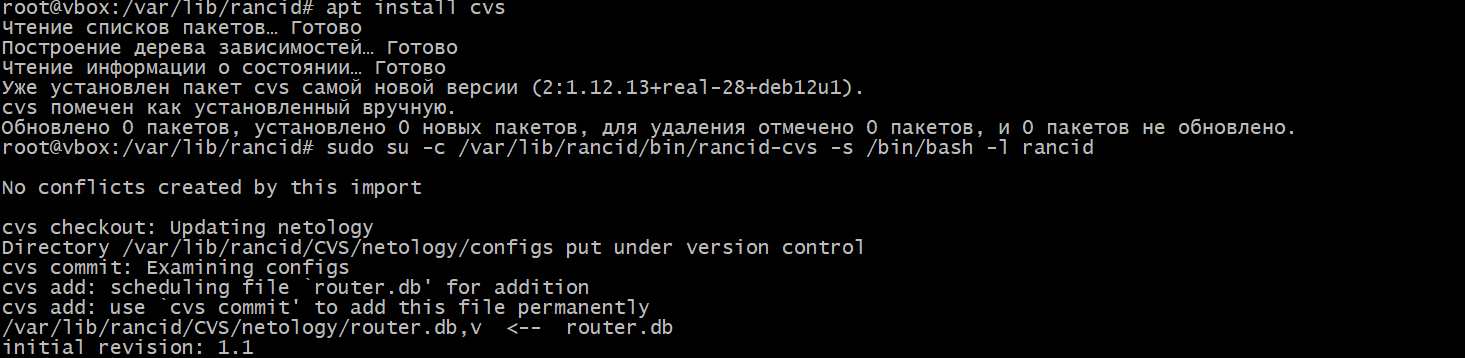 root@vbox:/var/lib/rancid# apt install cvs
Чтение списков пакетов… Готово
Построение дерева зависимостей… Готово
Чтение информации о состоянии… Готово
Уже установлен пакет cvs самой новой версии (2:1.12.13+real-28+deb12u1).
cvs помечен как установленный вручную.
Обновлено 0 пакетов, установлено 0 новых пакетов, для удаления отмечено 0 пакетов, и 0 пакетов не обновлено.
root@vbox:/var/lib/rancid# sudo su -c /var/lib/rancid/bin/rancid-cvs -s /bin/bash -l rancid
No conflicts created by this import
cvs checkout: Updating netology
Directory /var/lib/rancid/CVS/netology/configs put under version control
cvs commit: Examining configs
cvs add: scheduling file `router.db' for addition
cvs add: use `cvs commit' to add this file permanently
/var/lib/rancid/CVS/netology/router.db,v  <--  router.db
initial revision: 1.1